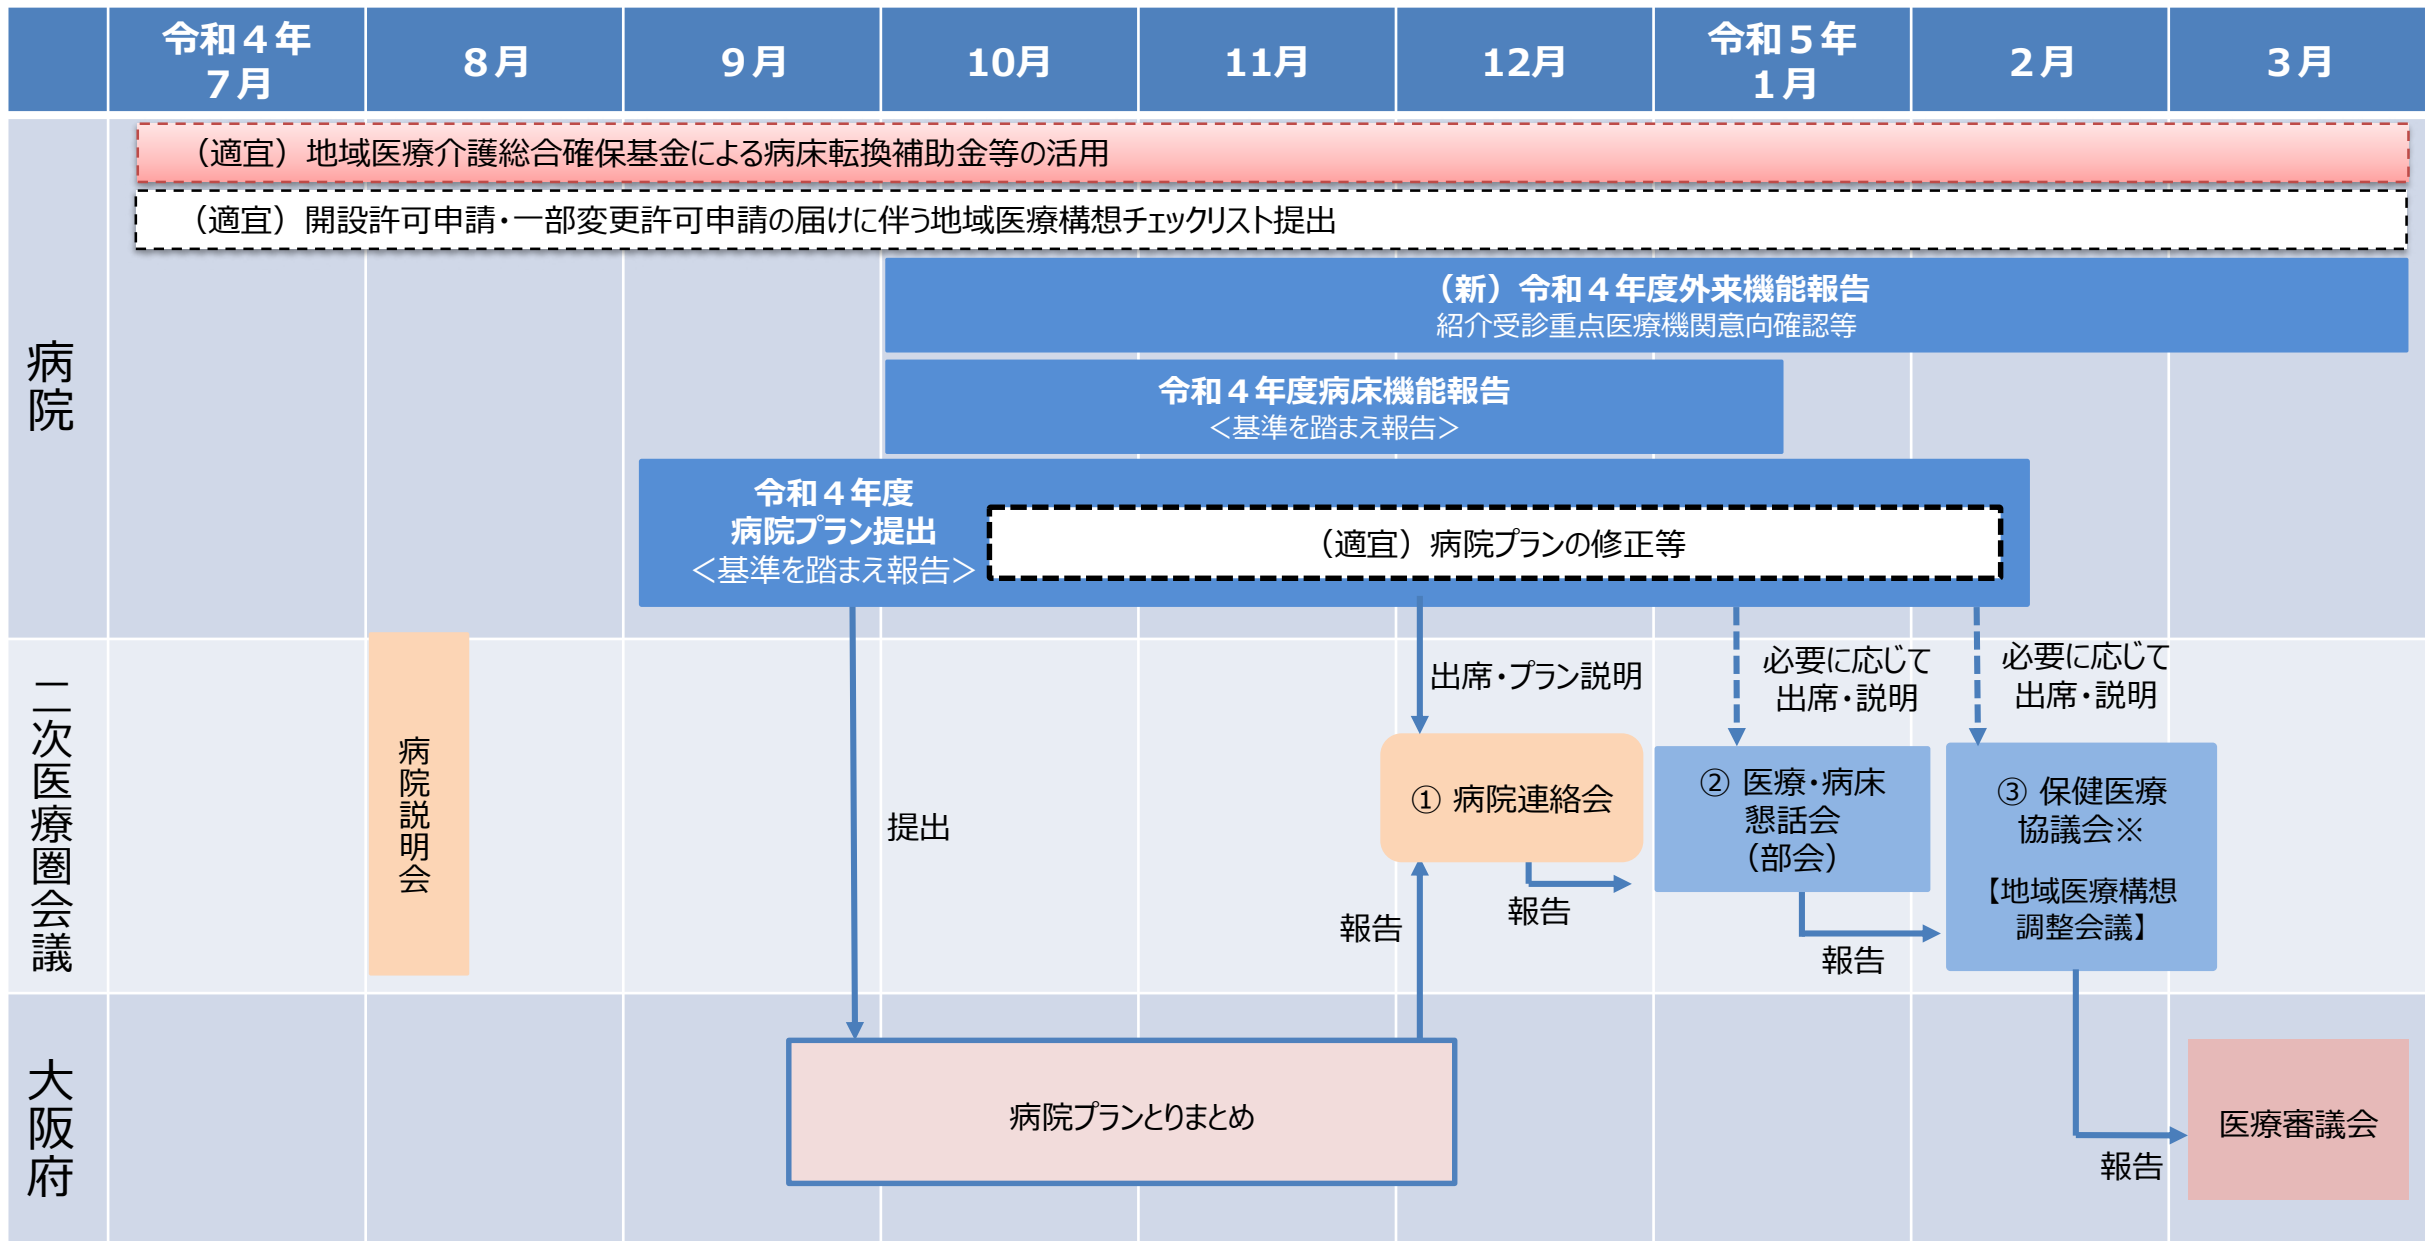 令和４年
７月
８月
９月
10月
11月
12月
令和５年
１月
２月
３月
病院
（適宜）地域医療介護総合確保基金による病床転換補助金等の活用
（適宜）開設許可申請・一部変更許可申請の届けに伴う地域医療構想チェックリスト提出
（新）令和４年度外来機能報告
紹介受診重点医療機関意向確認等
令和４年度病床機能報告
＜基準を踏まえ報告＞
令和４年度
病院プラン提出
＜基準を踏まえ報告＞
（適宜）病院プランの修正等
二次医療圏会議
病院説明会
提出
出席・プラン説明
必要に応じて
出席・説明
必要に応じて
出席・説明
① 病院連絡会
② 医療・病床
懇話会
（部会）
③ 保健医療
協議会※
【地域医療構想
調整会議】
報告
報告
報告
大阪府
病院プランとりまとめ
報告
医療審議会